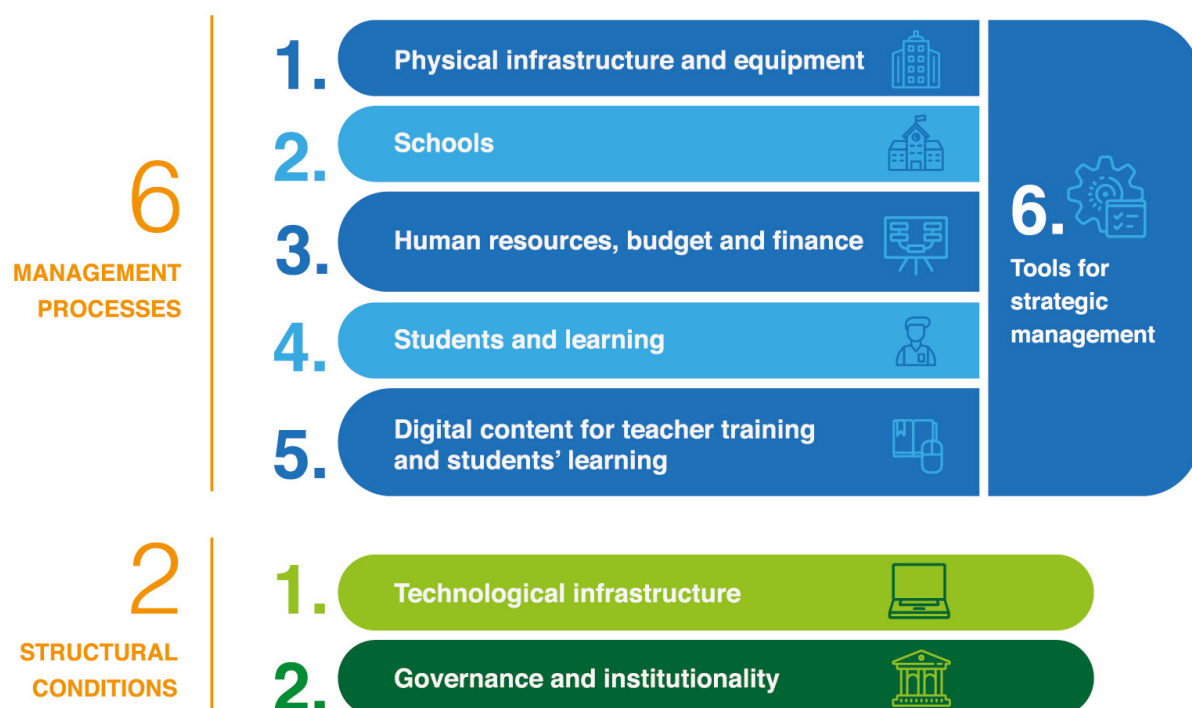 6
MANAGEMENT
PROCESSES
1.
Physical infrastructure and equipment
2.
Schools
3.
Human resources, budget and finance
4.
Students and learning
5.
Digital content for teacher training
and students’ learning
6.
Tools for
strategic
management
2
STRUCTURAL
CONDITIONS
1.
Technological infrastructure
2.
Governance and institutionality